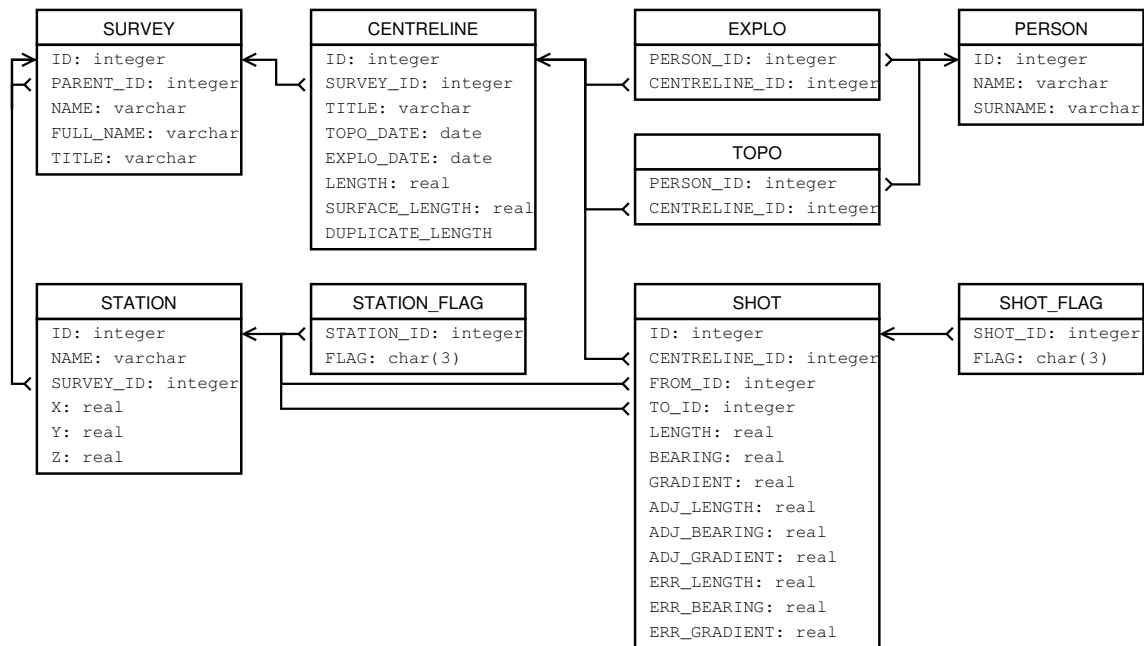 SURVEY
ID: integer
PARENT_ID: integer
NAME: varchar
FULL_NAME: varchar
TITLE: varchar
CENTRELINE
ID: integer
SURVEY_ID: integer
TITLE: varchar
TOPO_DATE: date
EXPLO_DATE: date
LENGTH: real
SURFACE_LENGTH: real
DUPLICATE_LENGTH
EXPLO
PERSON_ID: integer
CENTRELINE_ID: integer
PERSON
ID: integer
NAME: varchar
SURNAME: varchar
TOPO
PERSON_ID: integer
CENTRELINE_ID: integer
STATION
ID: integer
NAME: varchar
SURVEY_ID: integer
X: real
Y: real
Z: real
STATION_FLAG
STATION_ID: integer
FLAG: char(3)
SHOT
ID: integer
CENTRELINE_ID: integer
FROM_ID: integer
TO_ID: integer
LENGTH: real
BEARING: real
GRADIENT: real
ADJ_LENGTH: real
ADJ_BEARING: real
ADJ_GRADIENT: real
ERR_LENGTH: real
ERR_BEARING: real
ERR_GRADIENT: real
SHOT_FLAG
SHOT_ID: integer
FLAG: char(3)